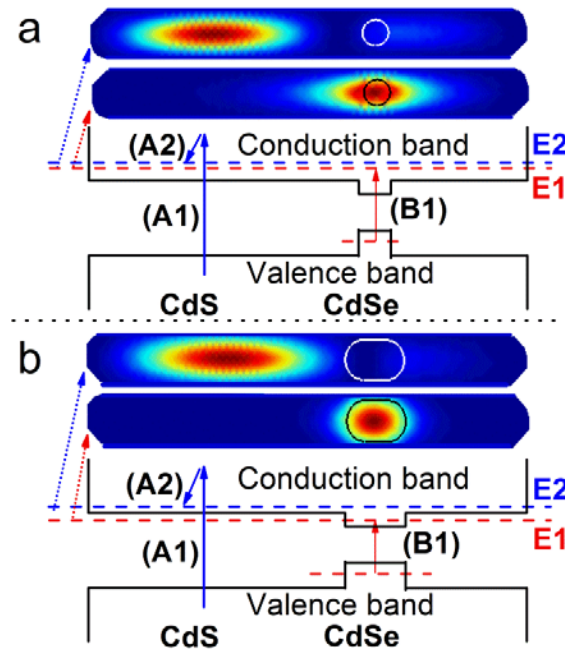 a
(A2) Conduction band E2
E1
(A1) (B1)
Valence band
CdS CdSe
b
Conduction band E2
(A2)
E1
(A1) (B1)
Valence band
CdS CdSe